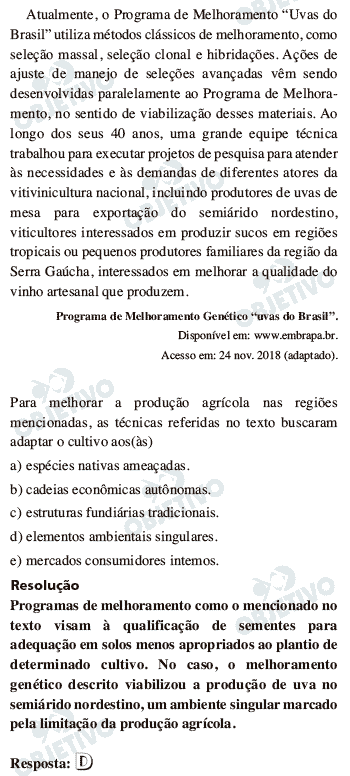 Atualmente, o Programa de Melhoramento “Uvas do
Brasil” utiliza métodos clássicos de melhoramento, como
seleção massal, seleção clonal e hibridações. Ações de
ajuste de manejo de seleções avançadas vêm sendo
desenvolvidas paralelamente ao Programa de Melhora-
mento, no sentido de viabilização desses materiais. Ao
longo dos seus 40 anos, uma grande equipe técnica
trabalhou para executar projetos de pesquisa para atender
às necessidades e às demandas de diferentes atores da
vitivinicultura nacional, incluindo produtores de uvas de
mesa para exportação do semiárido nordestino,
viticultores interessados em produzir sucos em regiões
tropicais ou pequenos produtores familiares da região da
Serra Gaúcha, interessados em melhorar a qualidade do
vinho artesanal que produzem.
Programa de Melhoramento Genético “uvas do Brasil”.
Disponível em: www.embrapa.br.
Acesso em: 24 nov. 2018 (adaptado).
Para melhorar a produção agrícola nas regiões
mencionadas, as técnicas referidas no texto buscaram
adaptar o cultivo aos(às)
a) espécies nativas ameaçadas.
b) cadeias econômicas autônomas.
c) estruturas fundiárias tradicionais.
d) elementos ambientais singulares.
e) mercados consumidores internos.
Resolução
Programas de melhoramento como o mencionado no
texto visam à qualificação de sementes para
adequação em solos menos apropriados ao plantio de
determinado cultivo. No caso, o melhoramento
genético descrito viabilizou a produção de uva no
semiárido nordestino, um ambiente singular marcado
pela limitação da produção agrícola.
Resposta: D
OBJETIVO
OBJETIVO
OBJETIVO
OBJETIVO
OBJETIVO
OBJETIVO
OBJETIVO